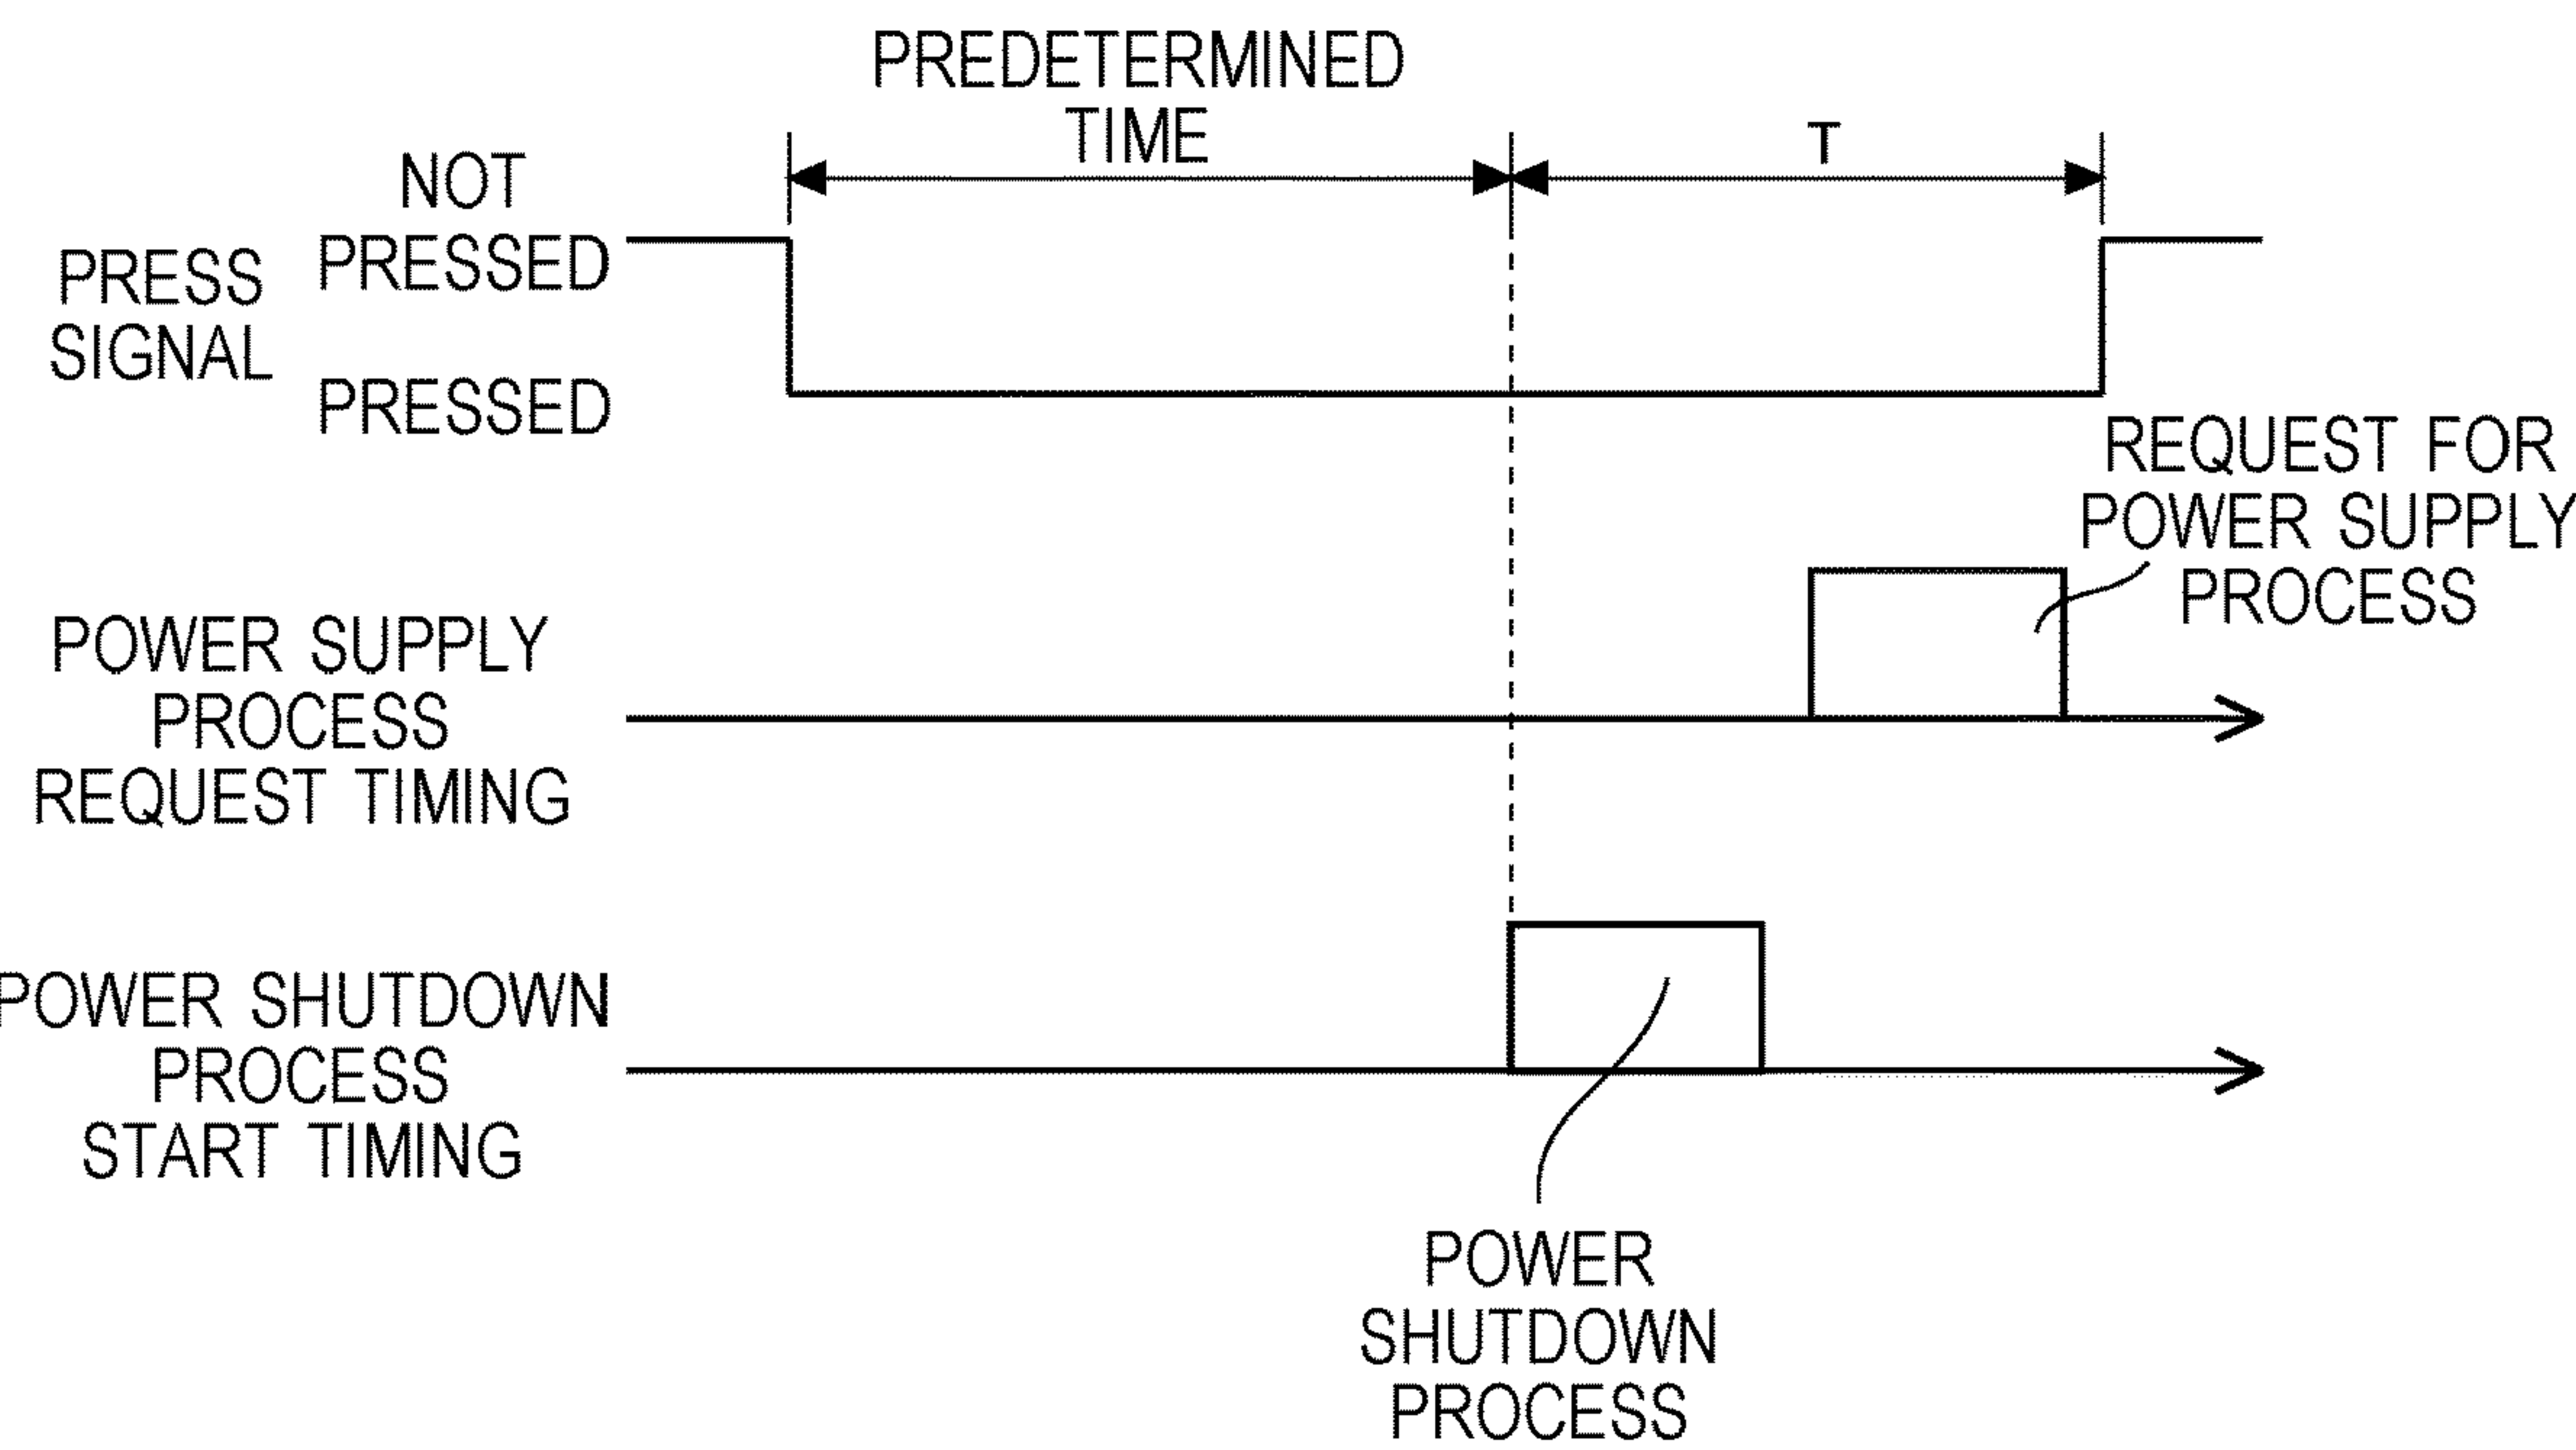 PREDETERMINED
TIME
T
NOT
PRESSED
PRESS
SIGNAL
PRESSED
REQUEST FOR
POWER SUPPLY
PROCESS
POWER SUPPLY
PROCESS
REQUEST TIMING
POWER SHUTDOWN
PROCESS
START TIMING
POWER
SHUTDOWN
PROCESS